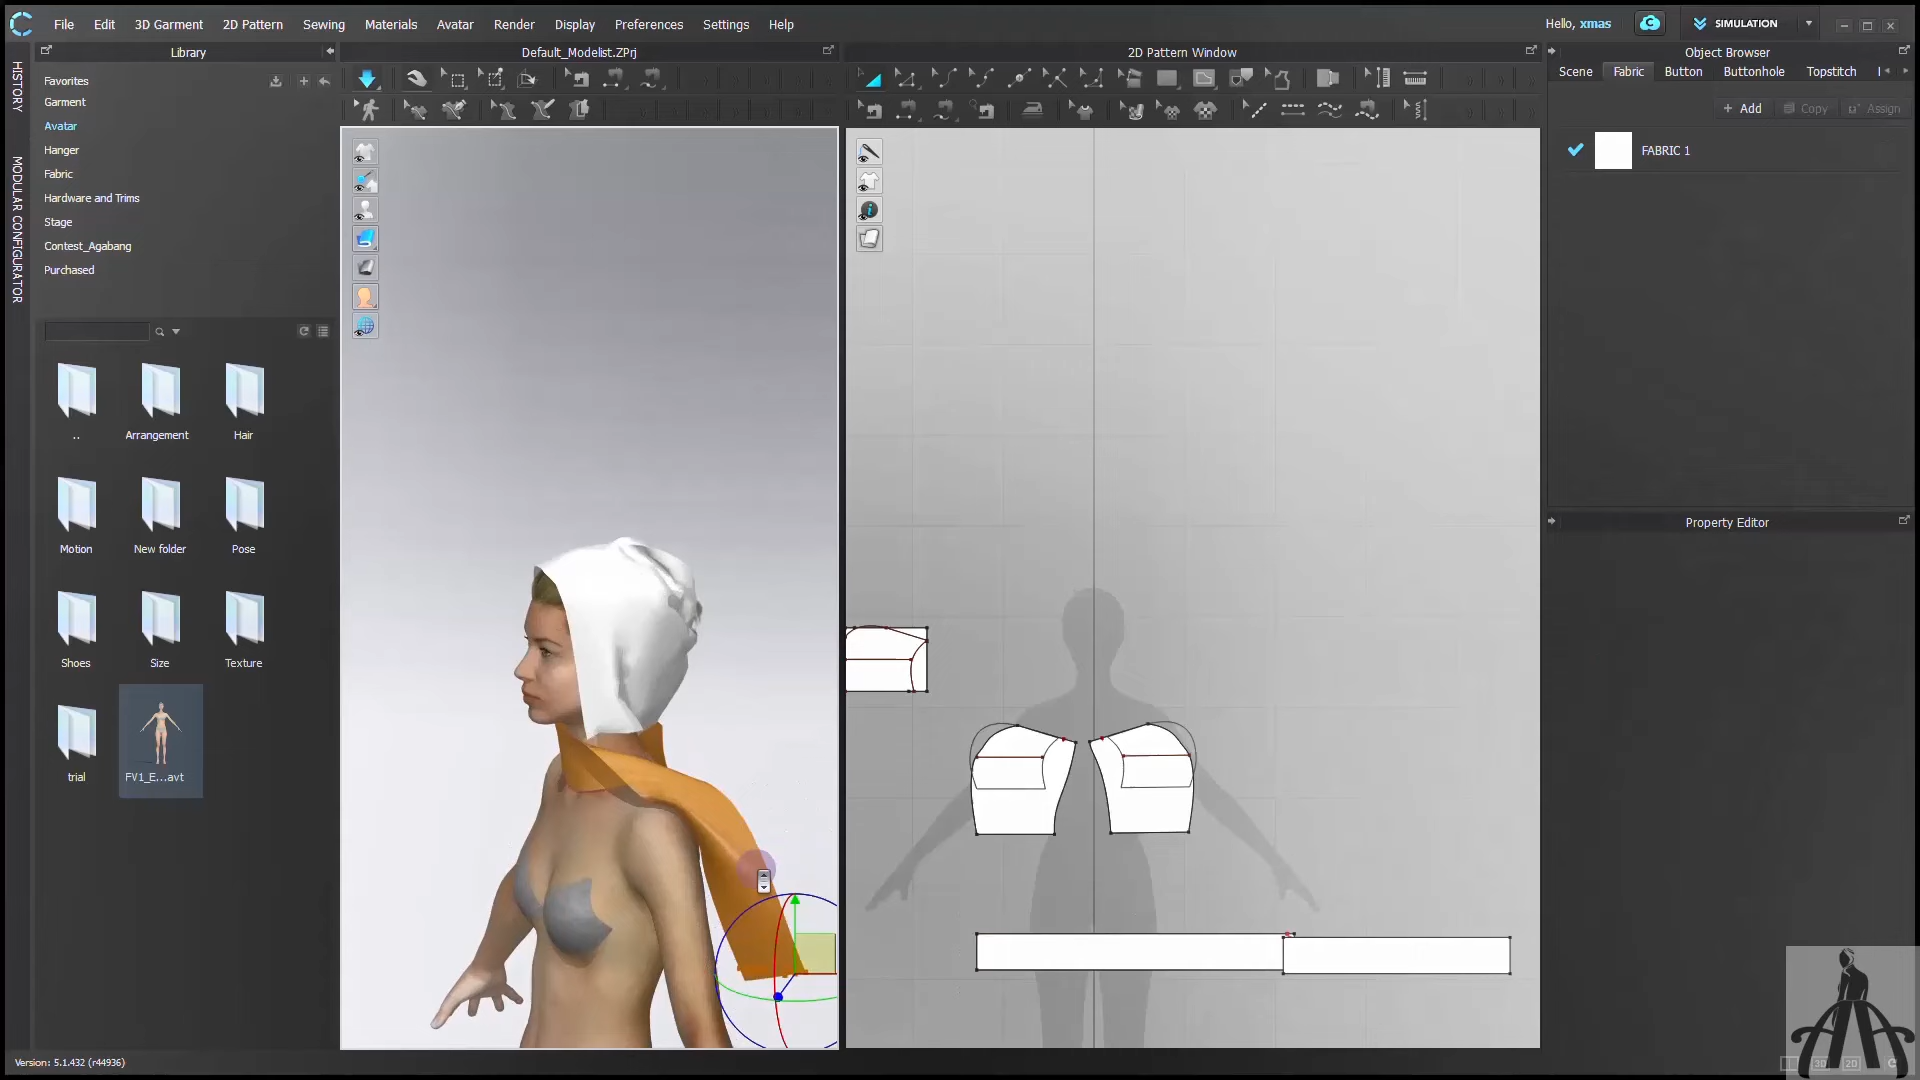 File Edit 3D Garment 2D Pattern Sewing Materials Avatar Render Display Preferences Settings Help
Hello, xmas
SIMULATION
Library
Default_Modelist.ZPrj
2D Pattern Window
Object Browser
HISTORY
MODULAR CONFIGURATOR
Favorites
Garment
Avatar
Hanger
Fabric
Hardware and Trims
Stage
Contest_Agabang
Purchased
..
Arrangement
Hair
Motion
New folder
Pose
Shoes
Size
Texture
trial
FV1_E...avt
Scene Fabric Button Buttonhole Topstitch
+ Add Copy Assign
FABRIC 1
Property Editor
Version: 5.1.432 (r44936)
3D 2D